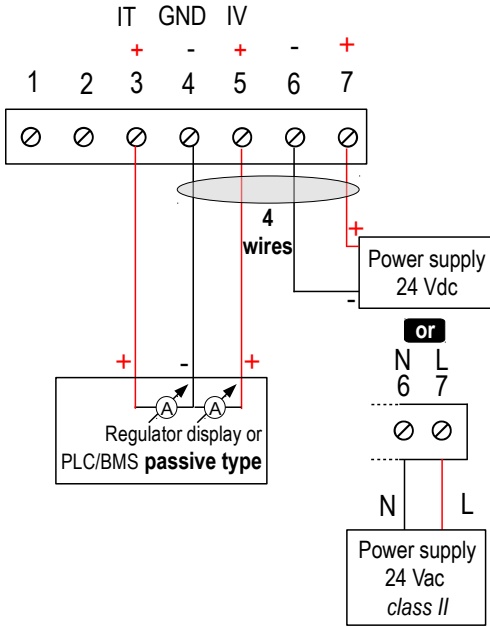 IT GND IV
+ - + - +
1 2 3 4 5 6 7
4
wires
+
Power supply
24 Vdc
-
or
N L
6 7
+ - +
A A
Regulator display or
PLC/BMS passive type
N L
Power supply
24 Vac
class II